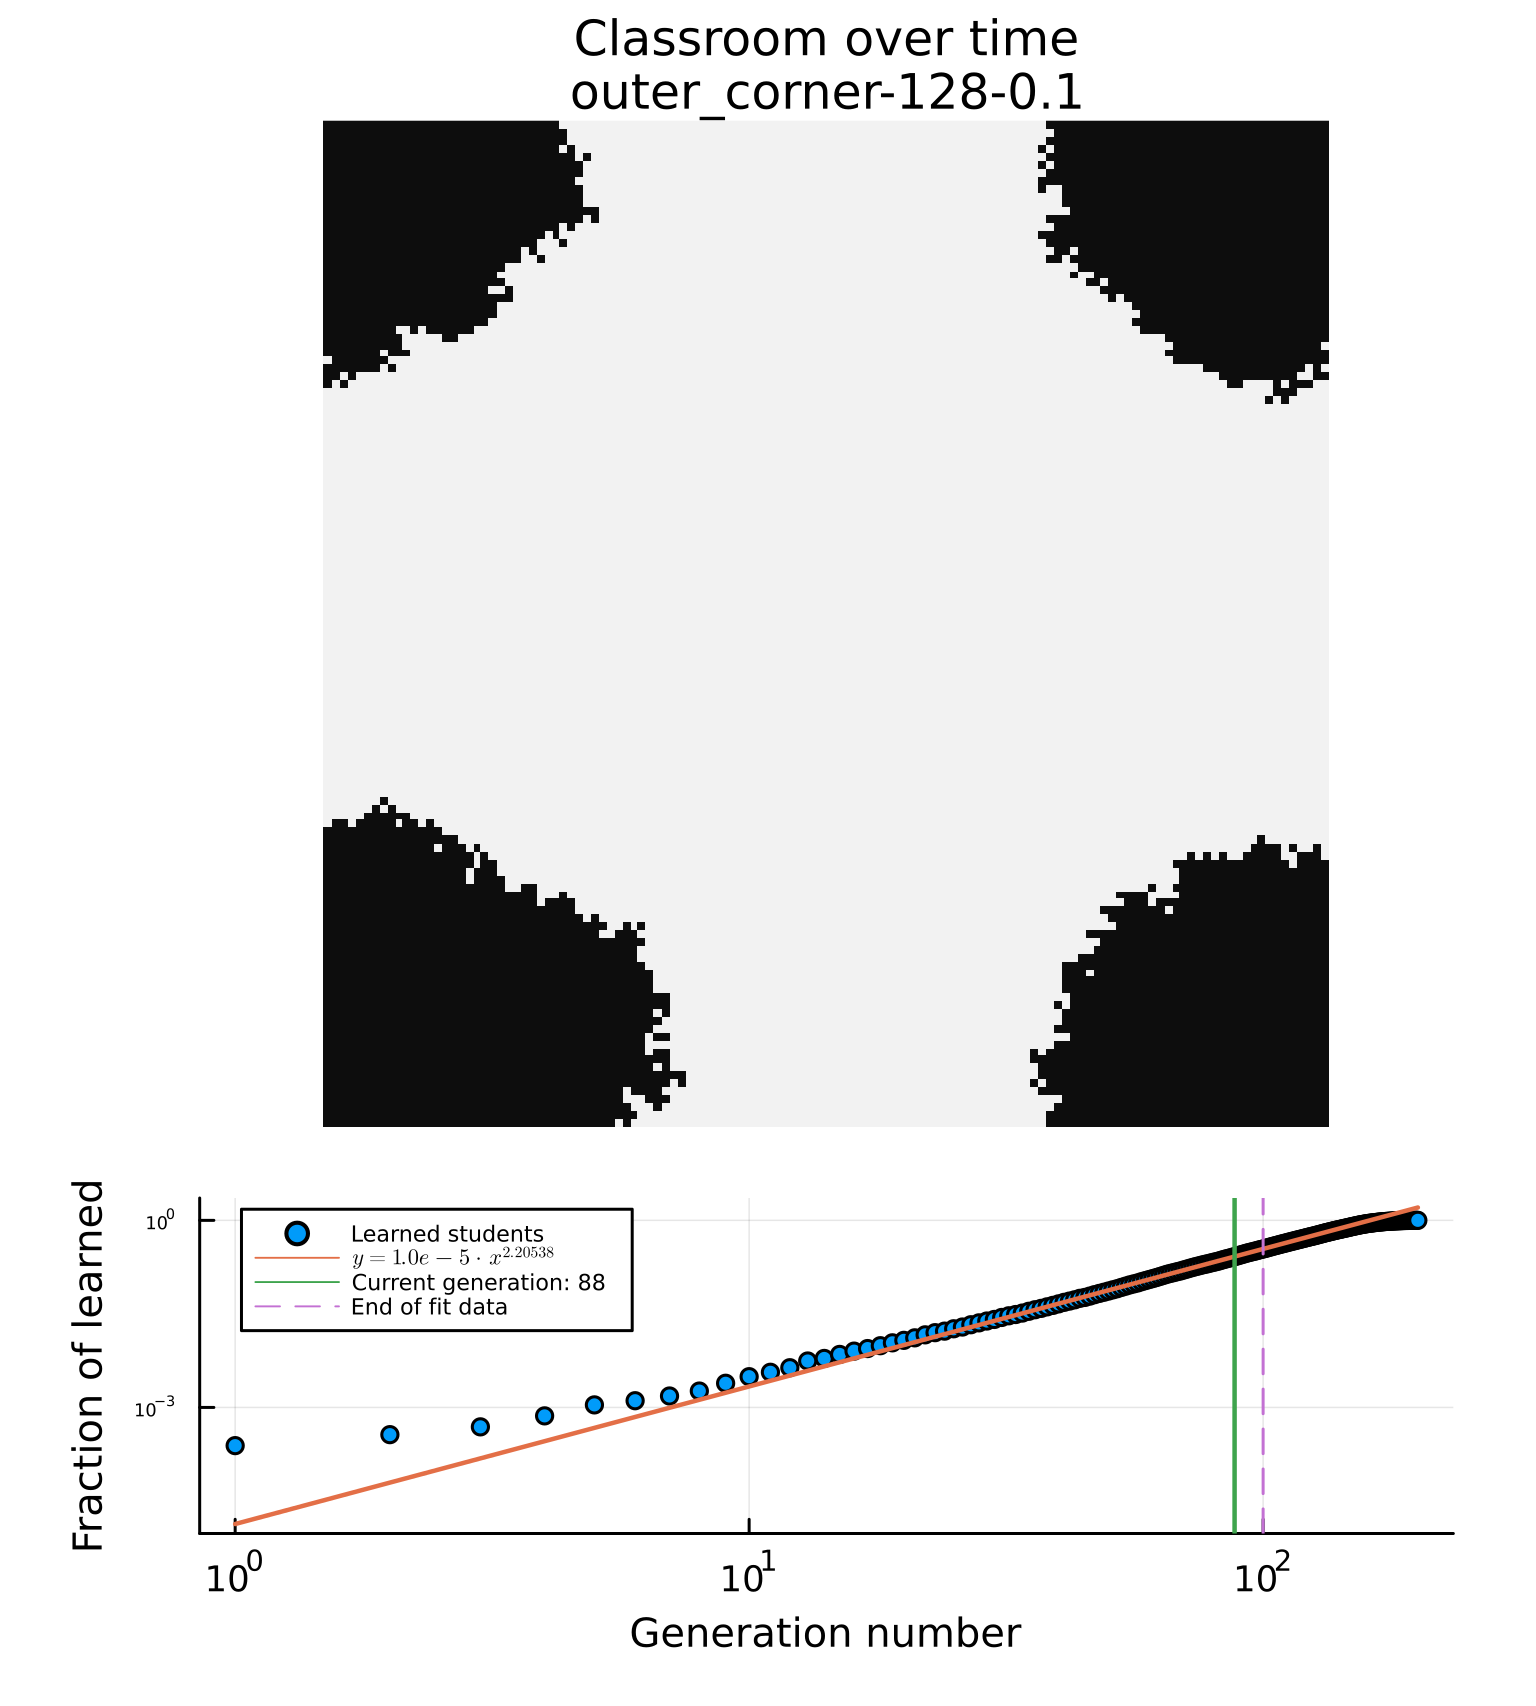 Classroom over time
outer_corner-128-0.1
Fraction of learned
10^0
10^-3
Learned students
y = 1.0e − 5 · x^2.20538
Current generation: 88
End of fit data
10^0 10^1 10^2
Generation number